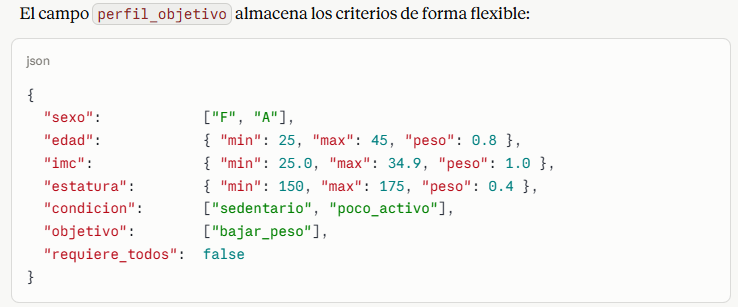 El campo perfil_objetivo almacena los criterios de forma flexible:
json
{
"sexo": ["F", "A"],
"edad": { "min": 25, "max": 45, "peso": 0.8 },
"imc": { "min": 25.0, "max": 34.9, "peso": 1.0 },
"estatura": { "min": 150, "max": 175, "peso": 0.4 },
"condicion": ["sedentario", "poco_activo"],
"objetivo": ["bajar_peso"],
"requiere_todos": false
}